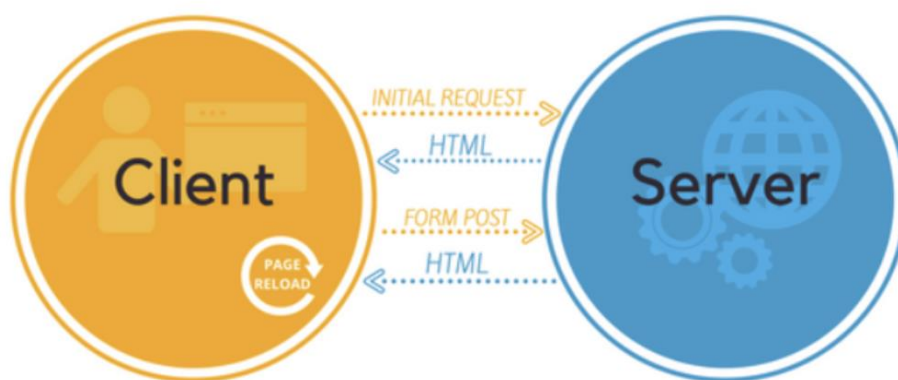 Client
PAGE
RELOAD
INITIAL REQUEST
HTML
FORM POST
HTML
Server